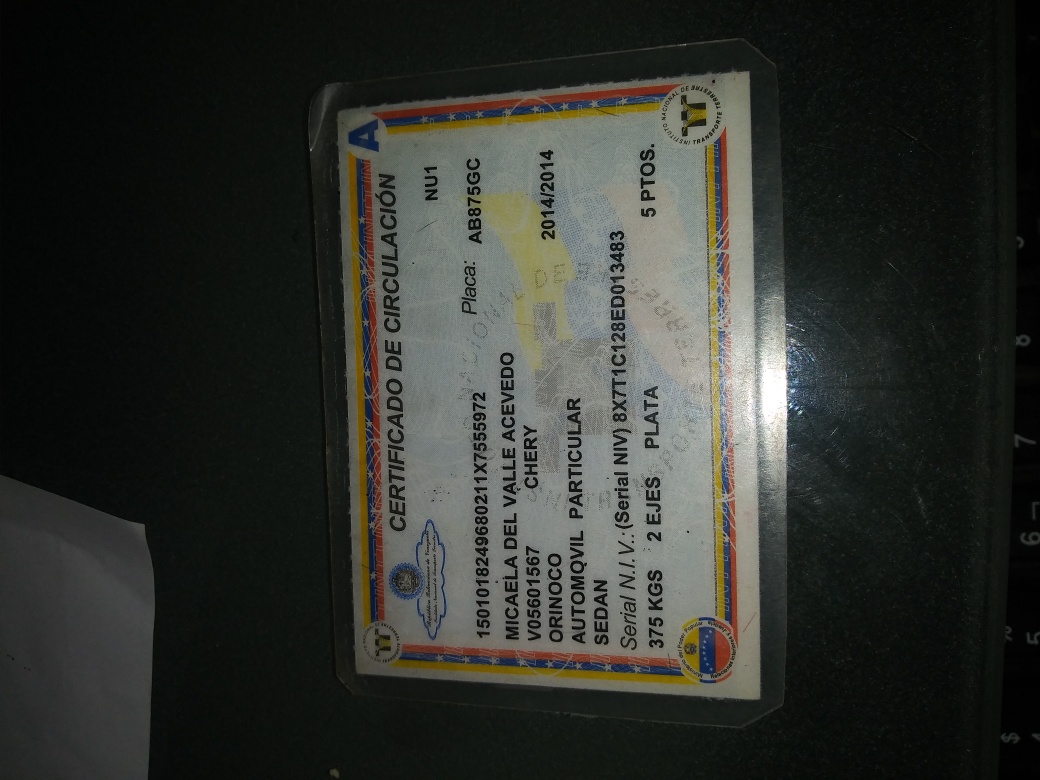 CERTIFICADO DE CIRCULACIÓN
A
República Bolivariana de Venezuela
Instituto Nacional de Transporte Terrestre
NU1
1501018249680211X7555972
Placa: AB875GC
MICAELA DEL VALLE ACEVEDO
V05601567 CHERY
ORINOCO 2014/2014
AUTOMOVIL PARTICULAR
SEDAN
Serial N.I.V.: (Serial NIV) 8X7T1C128ED013483
375 KGS 2 EJES PLATA 5 PTOS.
INSTITUTO NACIONAL DE TRANSPORTE TERRESTRE
$ % 
4 5 6 7 8